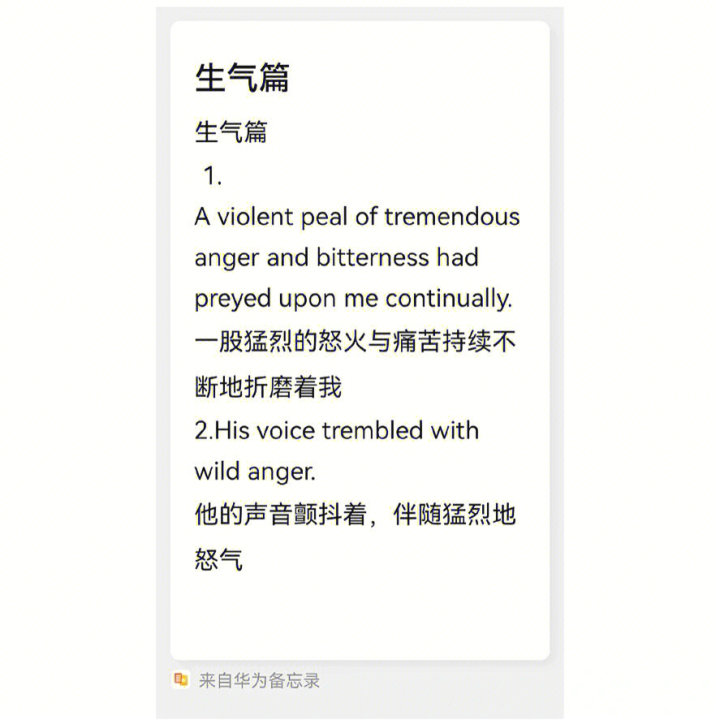 生气篇
生气篇
1.
A violent peal of tremendous
anger and bitterness had
preyed upon me continually.
一股猛烈的怒火与痛苦持续不
断地折磨着我
2.His voice trembled with
wild anger.
他的声音颤抖着，伴随猛烈地
怒气
来自华为备忘录